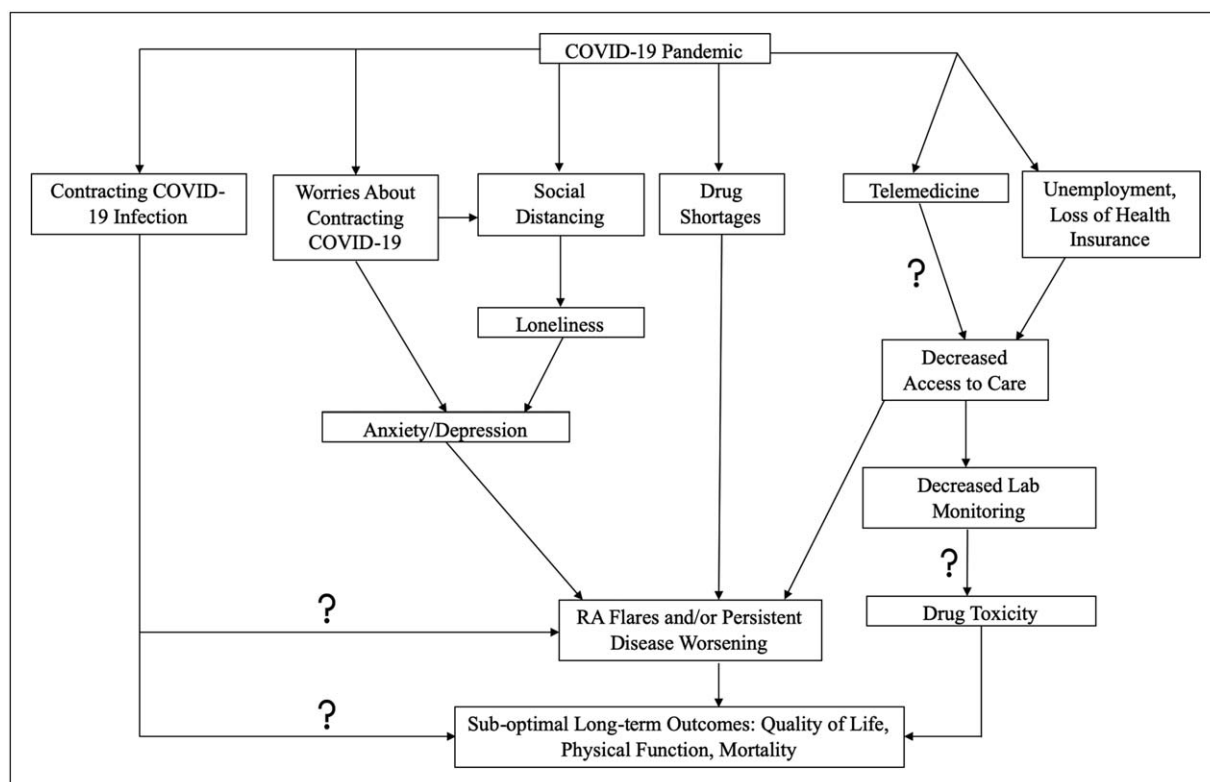 COVID-19 Pandemic
Contracting COVID-
19 Infection
Worries About
Contracting
COVID-19
Social
Distancing
Drug
Shortages
Telemedicine
Unemployment,
Loss of Health
Insurance
?
Loneliness
Decreased
Access to Care
Anxiety/Depression
Decreased Lab
Monitoring
?
?
RA Flares and/or Persistent
Disease Worsening
Drug Toxicity
?
Sub-optimal Long-term Outcomes: Quality of Life,
Physical Function, Mortality